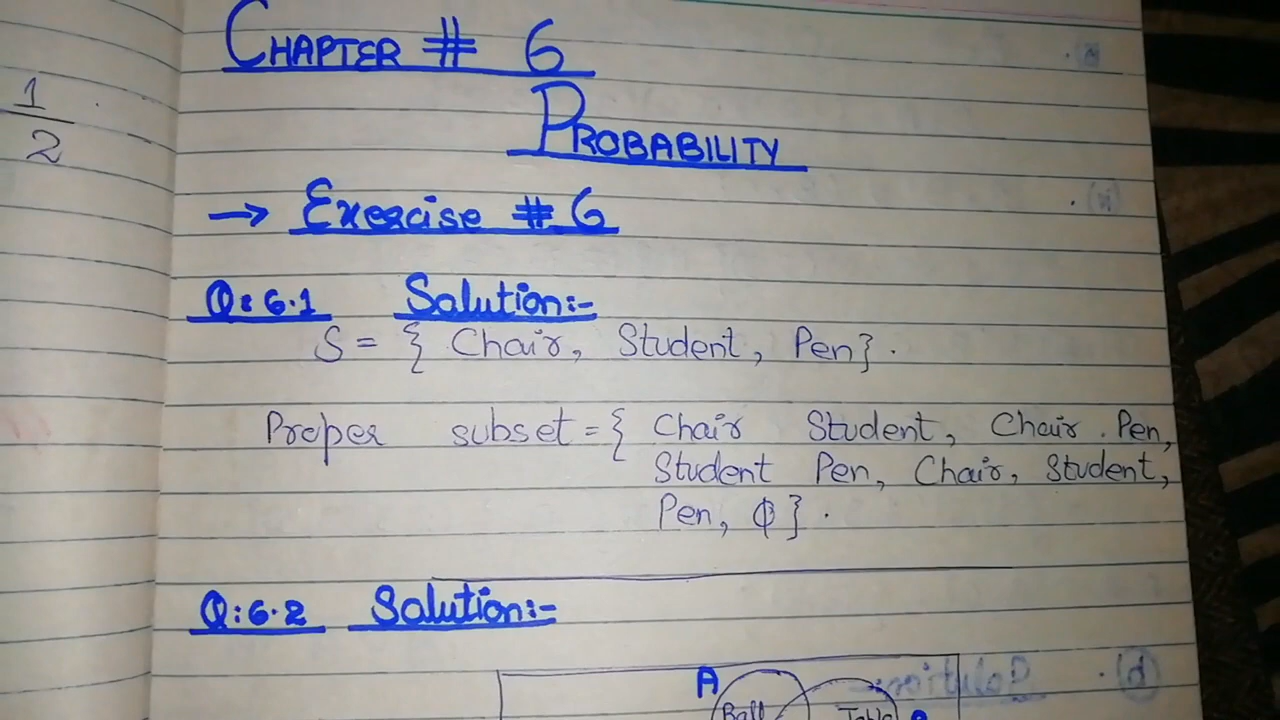 CHAPTER # 6
PROBABILITY
1
2
→ Exercise # 6
Q: 6.1 Solution:-
S = { Chair, Student, Pen}.
Proper subset = { Chair Student, Chair Pen,
Student Pen, Chair, Student,
Pen, φ}.
Q: 6.2 Solution:-
A
Ball Table B